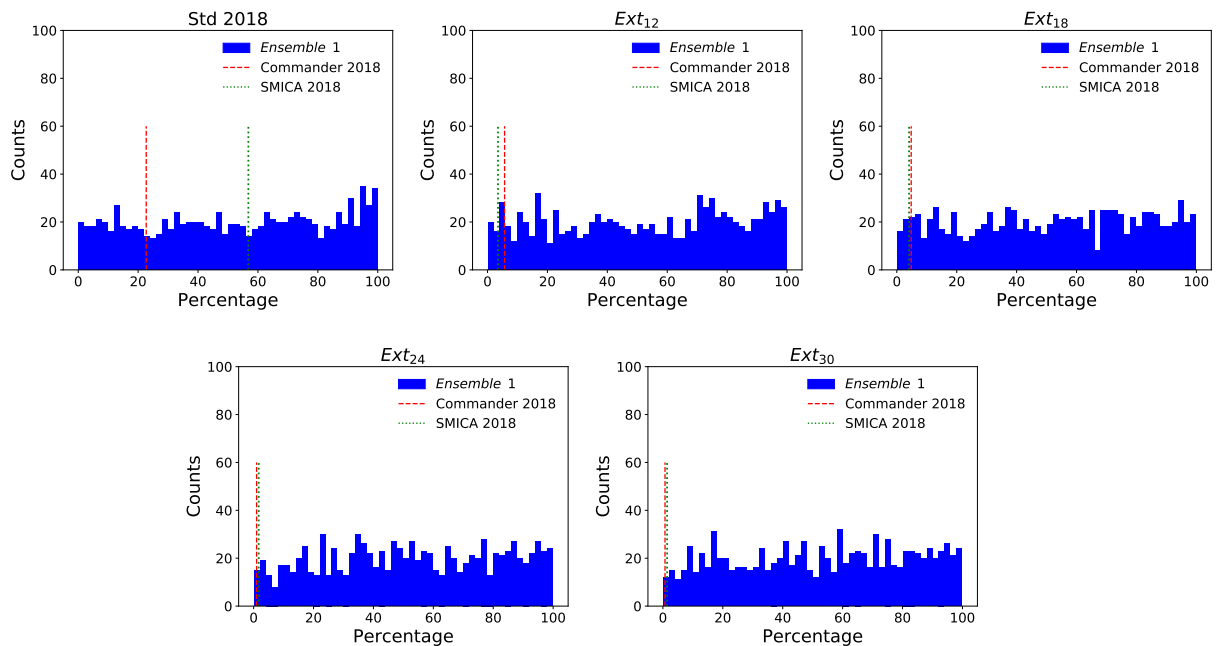 Std 2018
100
80
60
40
20
0
Counts
Ensemble 1
Commander 2018
SMICA 2018
0 20 40 60 80 100
Percentage
Ext12
100
80
60
40
20
0
Counts
Ensemble 1
Commander 2018
SMICA 2018
0 20 40 60 80 100
Percentage
Ext18
100
80
60
40
20
0
Counts
Ensemble 1
Commander 2018
SMICA 2018
0 20 40 60 80 100
Percentage
Ext24
100
80
60
40
20
0
Counts
Ensemble 1
Commander 2018
SMICA 2018
0 20 40 60 80 100
Percentage
Ext30
100
80
60
40
20
0
Counts
Ensemble 1
Commander 2018
SMICA 2018
0 20 40 60 80 100
Percentage